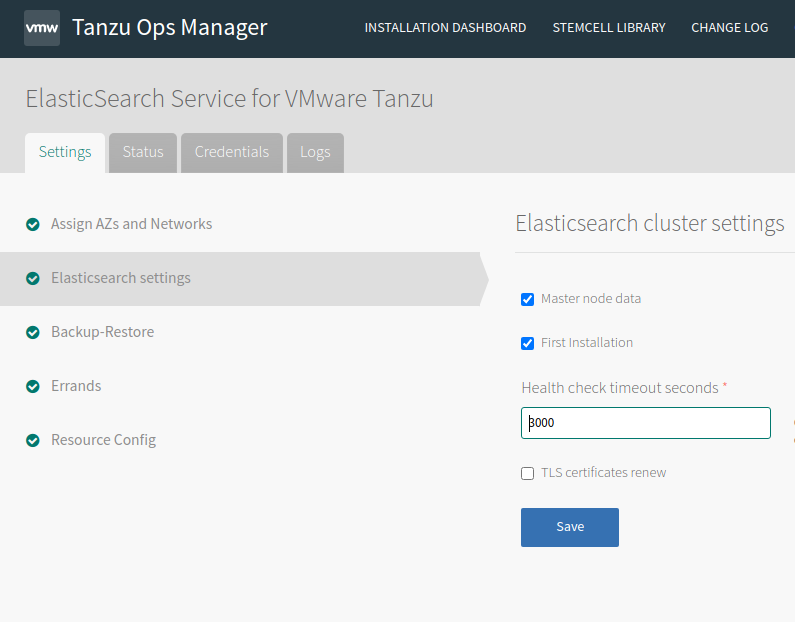 vmw Tanzu Ops Manager INSTALLATION DASHBOARD STEMCELL LIBRARY CHANGE LOG
ElasticSearch Service for VMware Tanzu
Settings Status Credentials Logs
Assign AZs and Networks
Elasticsearch settings
Backup-Restore
Errands
Resource Config
Elasticsearch cluster settings
Master node data
First Installation
Health check timeout seconds *
3000
TLS certificates renew
Save